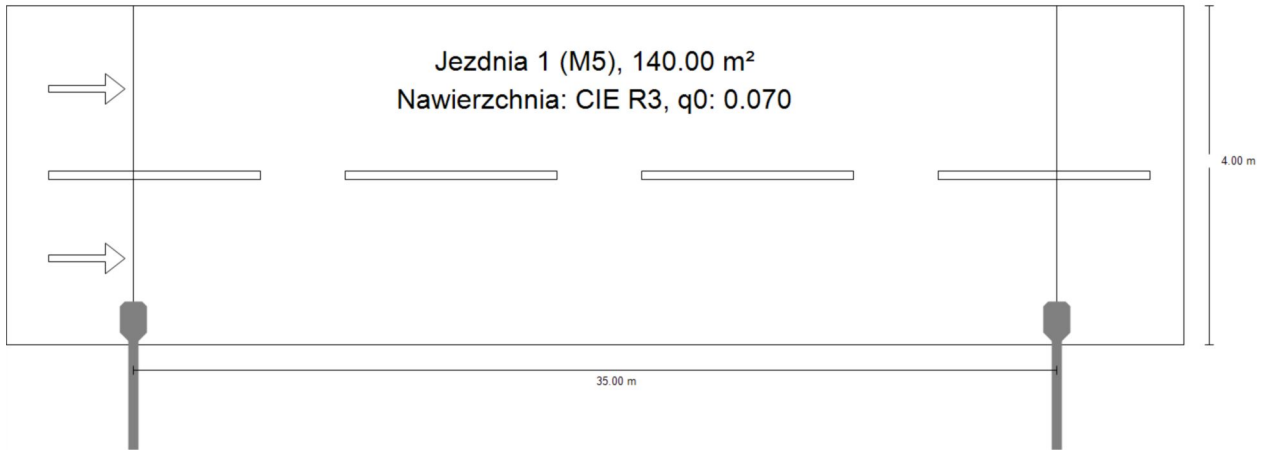 Jezdnia 1 (M5), 140.00 m²
Nawierzchnia: CIE R3, q0: 0.070
4.00 m
35.00 m